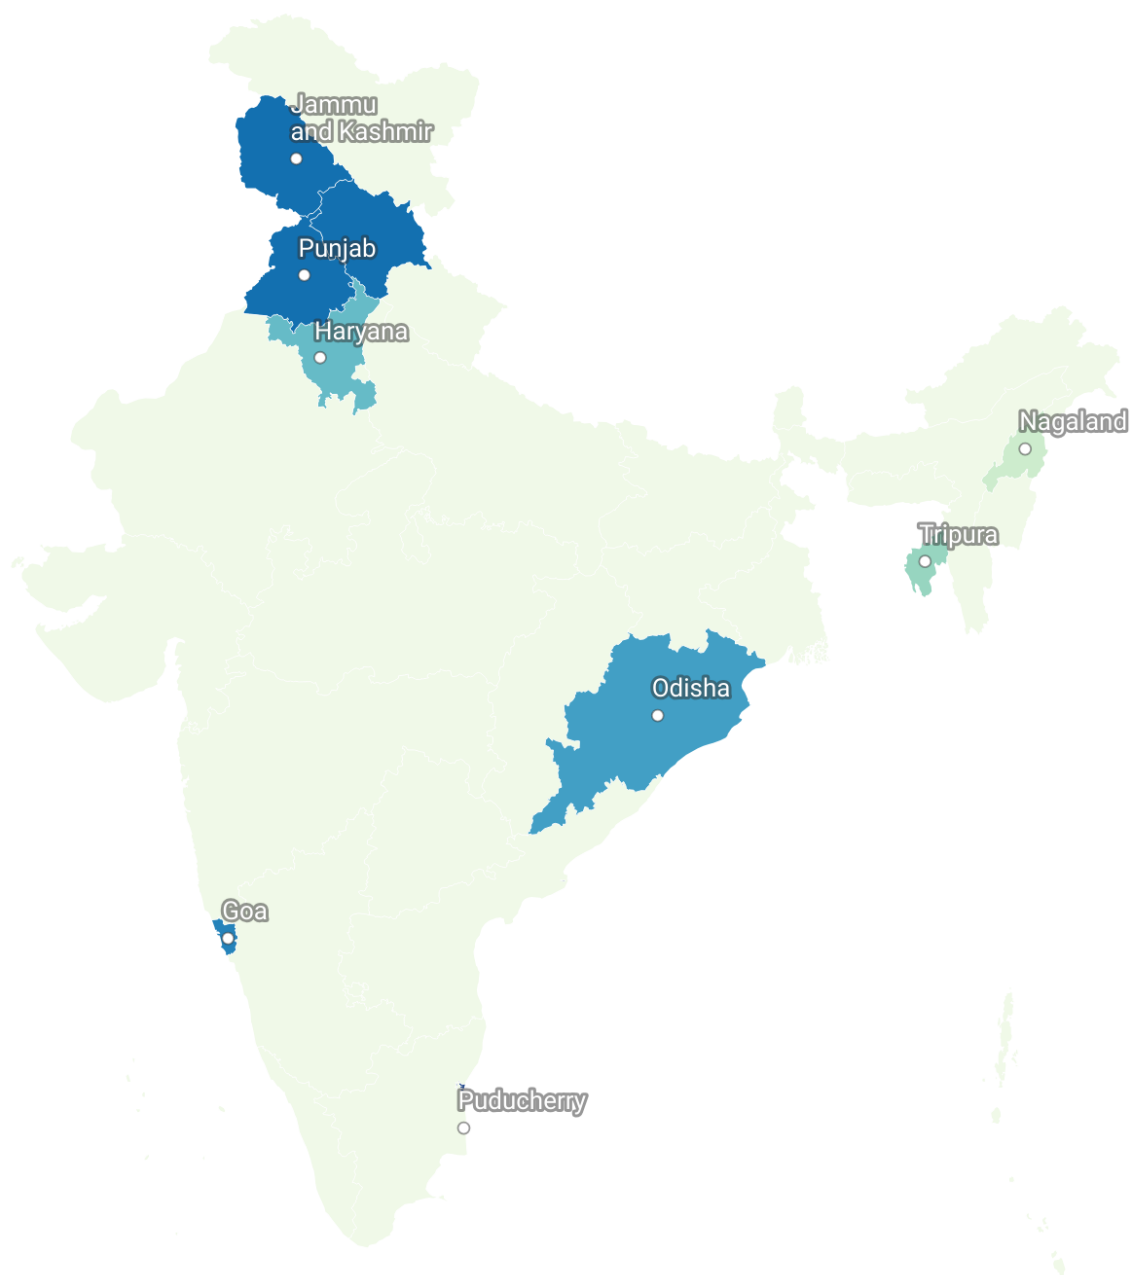 Jammu
and Kashmir
Punjab
Haryana
Nagaland
Tripura
Odisha
Goa
Puducherry